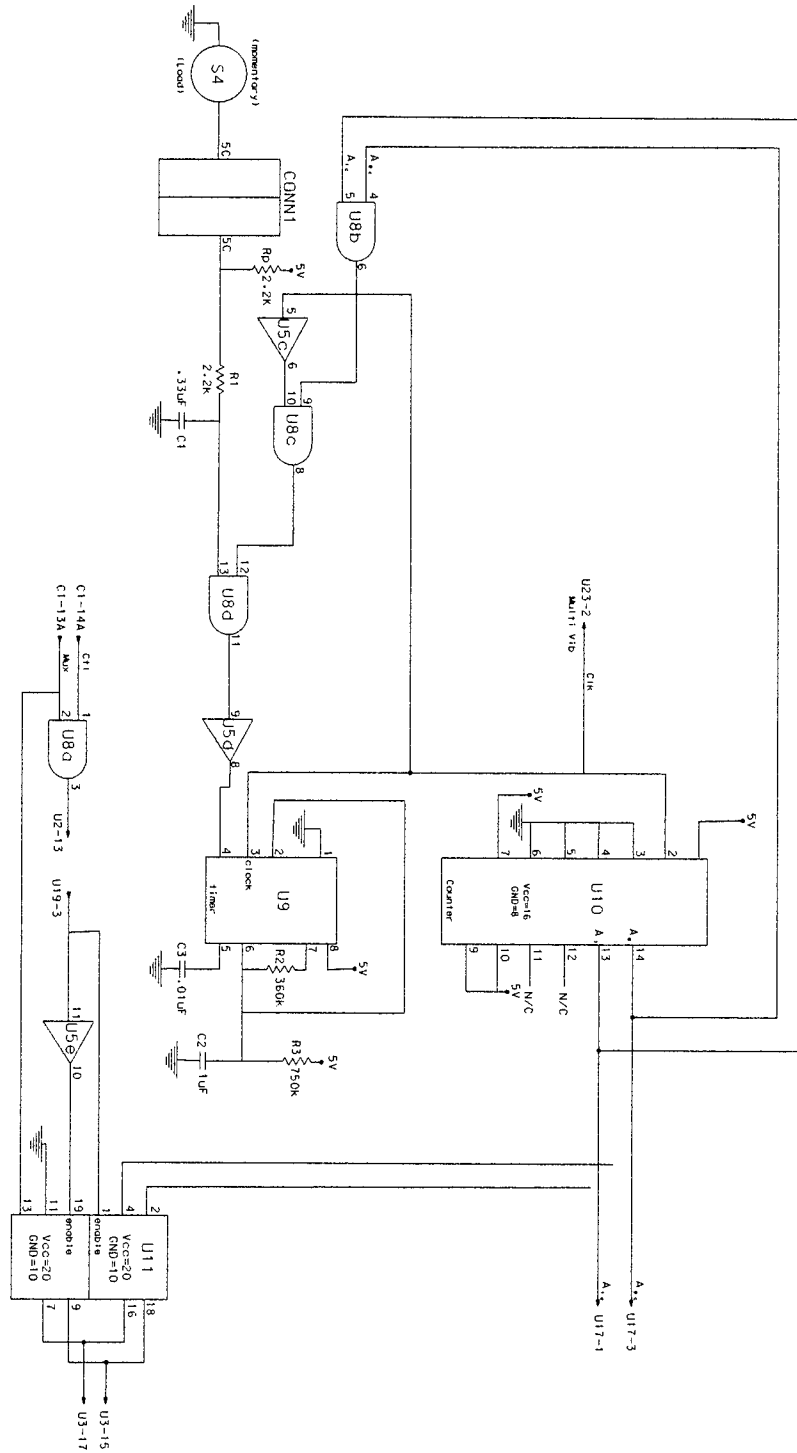 (momentary)
S4
(Load)
5C
CONN1
5C
Rp
2.2K
5V
R1
2.2K
.33uF
C1
4
5
U8b
6
5
U5c
6
9
10
U8c
8
12
13
U8d
11
9
U5d
8
U23-2
Multi Vib
Clk
5V
5V
1
2
3
4
5
6
7
U10
Vcc=16
GND=8
Counter
14
13
12
11
10
9
N/C
N/C
5V
1
2
3
4
clock
U9
timer
8
7
6
5
5V
R2
360k
C3
.01uF
R3
750k
5V
C2
1uF
C1-14A
C1-13A
Ctl
Mux
1
2
U8a
3
U2-13
U19-3
11
U5e
10
2
4
1
enable
19
enable
11
13
U11
Vcc=20
GND=10
Vcc=20
GND=10
18
16
9
7
U3-15
U3-17
U17-3
U17-1